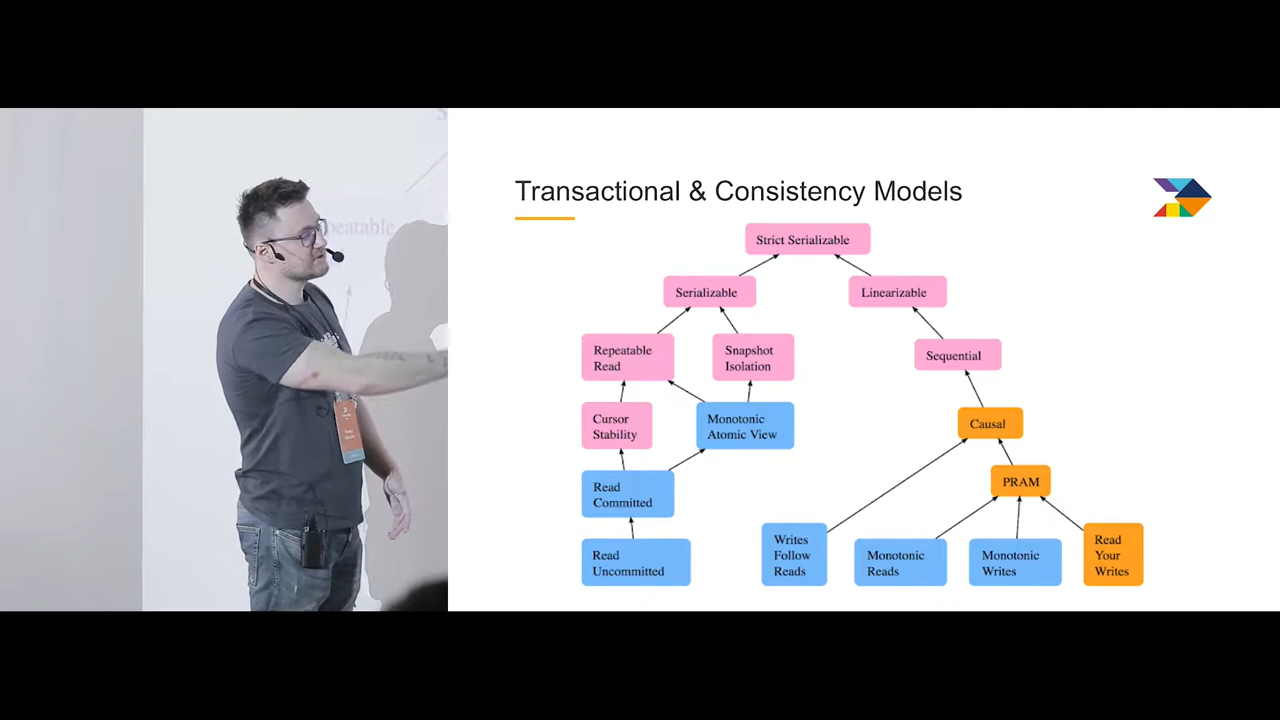 Transactional & Consistency Models
Strict Serializable
Serializable
Linearizable
Repeatable
Read
Snapshot
Isolation
Sequential
Cursor
Stability
Monotonic
Atomic View
Causal
Read
Committed
PRAM
Writes
Follow
Reads
Monotonic
Reads
Monotonic
Writes
Read
Your
Writes
Read
Uncommitted
peatable